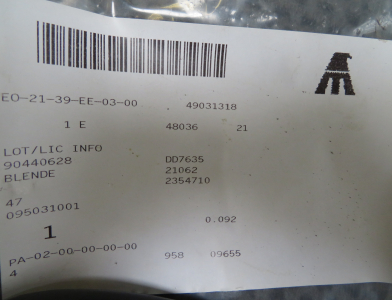 EO-21-39-EE-03-00 49031318
1 E 48036 21
LOT/LIC INFO
90440628 DD7635
BLENDE 21062
2354710
47
095031001
0.092
1
PA-02-00-00-00-00 958 09655
4